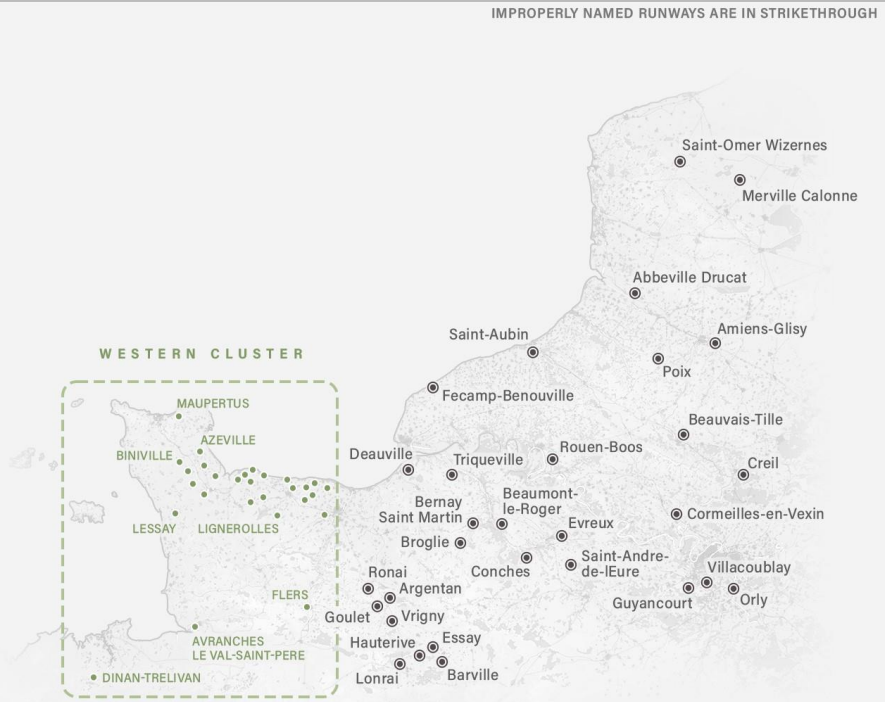 IMPROPERLY NAMED RUNWAYS ARE IN STRIKETHROUGH
Saint-Omer Wizernes
Merville Calonne
Abbeville Drucat
Amiens-Glisy
Saint-Aubin
Poix
WESTERN CLUSTER
Fecamp-Benouville
MAUPERTUS
Beauvais-Tille
AZEVILLE
Rouen-Boos
BINIVILLE
Deauville
Triqueville
Creil
Beaumont-
le-Roger
Bernay
Saint Martin
Cormeilles-en-Vexin
LESSAY
LIGNEROLLES
Evreux
Broglie
Saint-Andre-
de-lEure
Conches
Villacoublay
Ronai
Argentan
FLERS
Guyancourt
Orly
Goulet
Vrigny
AVRANCHES
LE VAL-SAINT-PERE
Hauterive
Essay
Lonrai
Barville
DINAN-TRELIVAN